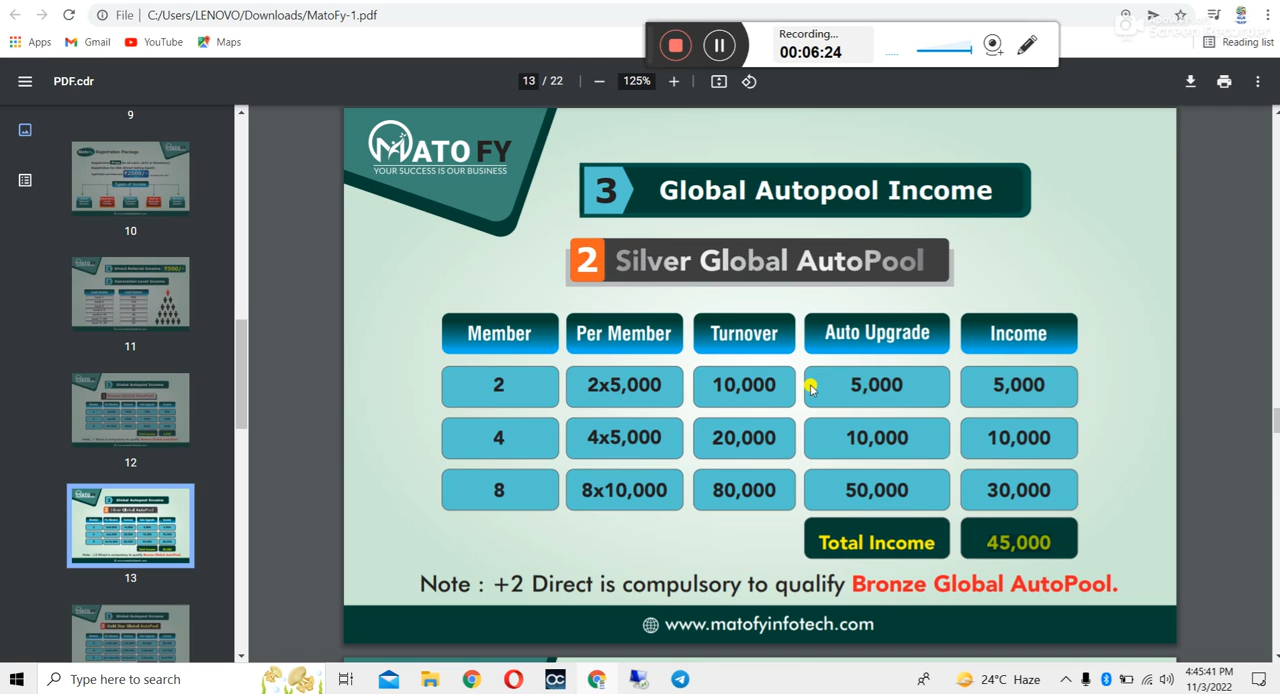 File C:/Users/LENOVO/Downloads/MatoFy-1.pdf
Apps Gmail YouTube Maps
Recording...
00:06:24
Screen Recorder
Reading list
PDF.cdr
13 / 22
125%
9
10
11
12
13
MATO FY
YOUR SUCCESS IS OUR BUSINESS
3 Global Autopool Income
2 Silver Global AutoPool
Member Per Member Turnover Auto Upgrade Income
2 2x5,000 10,000 5,000 5,000
4 4x5,000 20,000 10,000 10,000
8 8x10,000 80,000 50,000 30,000
Total Income 45,000
Note : +2 Direct is compulsory to qualify Bronze Global AutoPool.
www.matofyinfotech.com
Type here to search
24°C Haze
4:45:41 PM
11/3/2022